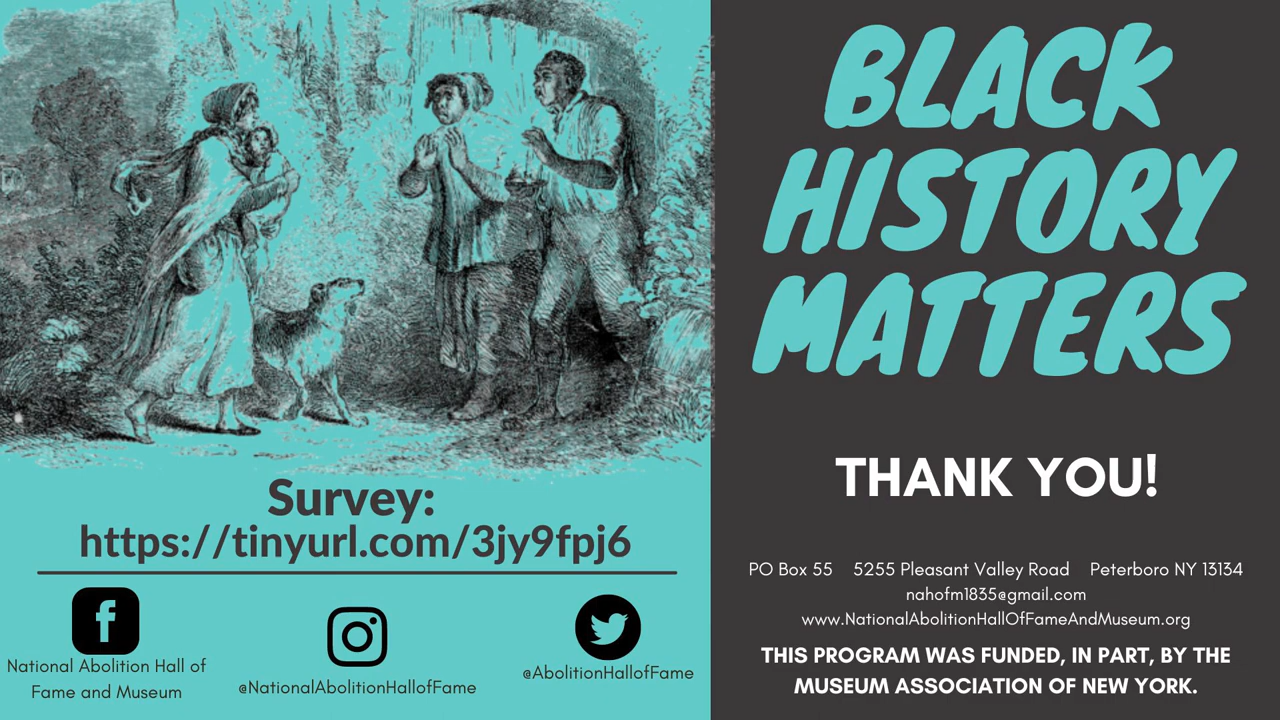 Survey:
https://tinyurl.com/3jy9fpj6
National Abolition Hall of
Fame and Museum
@NationalAbolitionHallofFame
@AbolitionHallofFame
BLACK
HISTORY
MATTERS
THANK YOU!
PO Box 55 5255 Pleasant Valley Road Peterboro NY 13134
nahofm1835@gmail.com
www.NationalAbolitionHallOfFameAndMuseum.org
THIS PROGRAM WAS FUNDED, IN PART, BY THE
MUSEUM ASSOCIATION OF NEW YORK.